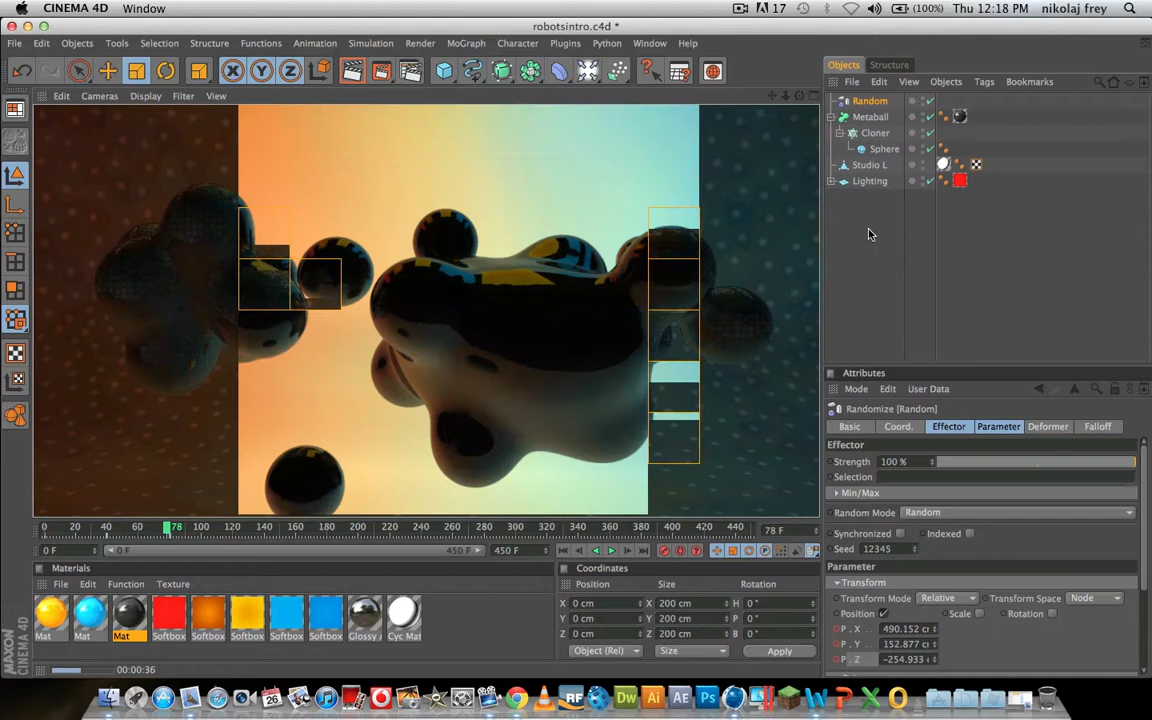 CINEMA 4D Window 17 (100%) Thu 12:18 PM nikolaj frey
robotsintro.c4d *
File Edit Objects Tools Selection Structure Functions Animation Simulation Render MoGraph Character Plugins Python Window Help
X Y Z
Objects Structure
File Edit View Objects Tags Bookmarks
Edit Cameras Display Filter View
Random
Metaball
Cloner
Sphere
Studio L
Lighting
Attributes
Mode Edit User Data
Randomize [Random]
Basic Coord. Effector Parameter Deformer Falloff
Effector
Strength 100 %
Selection
Min/Max
Random Mode Random
Synchronized Indexed
Seed 12345
Parameter
Transform
Transform Mode Relative Transform Space Node
Position Scale Rotation
P . X 490.152 c
P . Y 152.877 c
P . Z -254.933 c
0 20 40 60 78 100 120 140 160 180 200 220 240 260 280 300 320 340 360 380 400 420 440 78 F
0 F 0 F 450 F 450 F
Materials
File Edit Function Texture
Mat Mat Mat Softbox Softbox Softbox Softbox Softbox Glossy Cyc Mat
Coordinates
Position Size Rotation
X 0 cm X 200 cm H 0 °
Y 0 cm Y 200 cm P 0 °
Z 0 cm Z 200 cm B 0 °
Object (Rel) Size Apply
MAXON CINEMA 4D
00:00:36
26 RF Dw Ai AE Ps W P X O